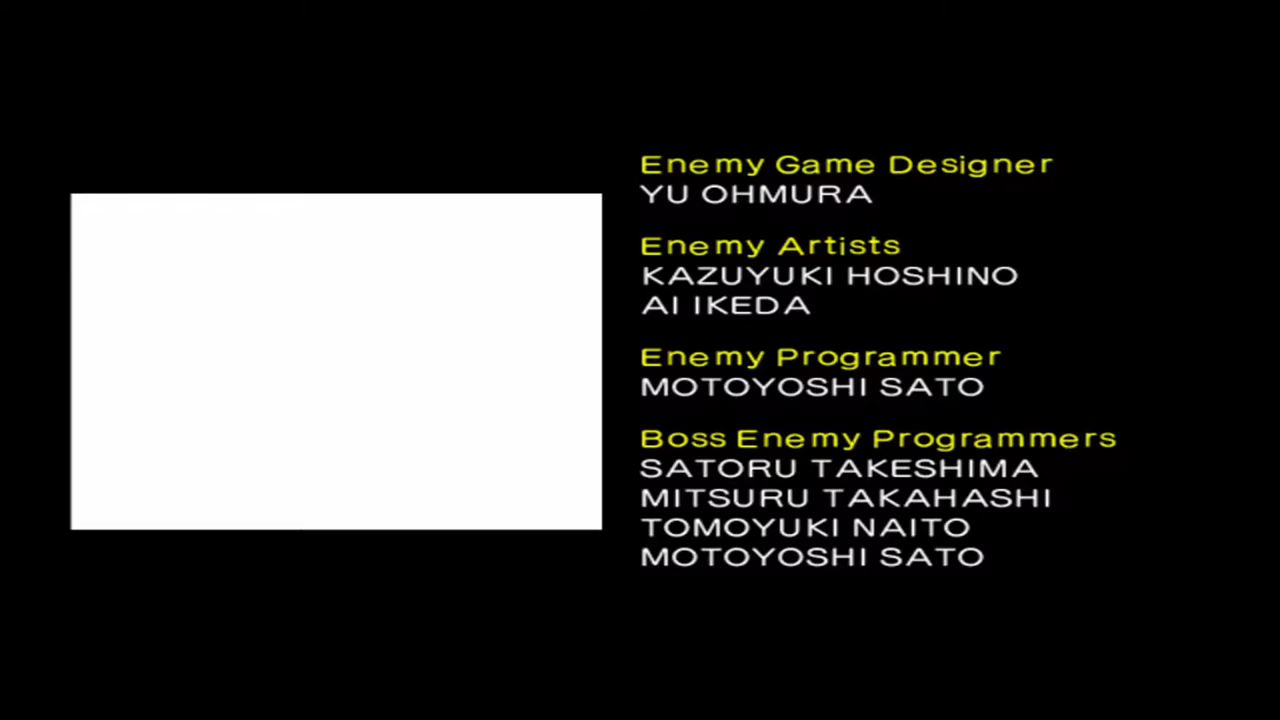 Enemy Game Designer
YU OHMURA
Enemy Artists
KAZUYUKI HOSHINO
AI IKEDA
Enemy Programmer
MOTOYOSHI SATO
Boss Enemy Programmers
SATORU TAKESHIMA
MITSURU TAKAHASHI
TOMOYUKI NAITO
MOTOYOSHI SATO